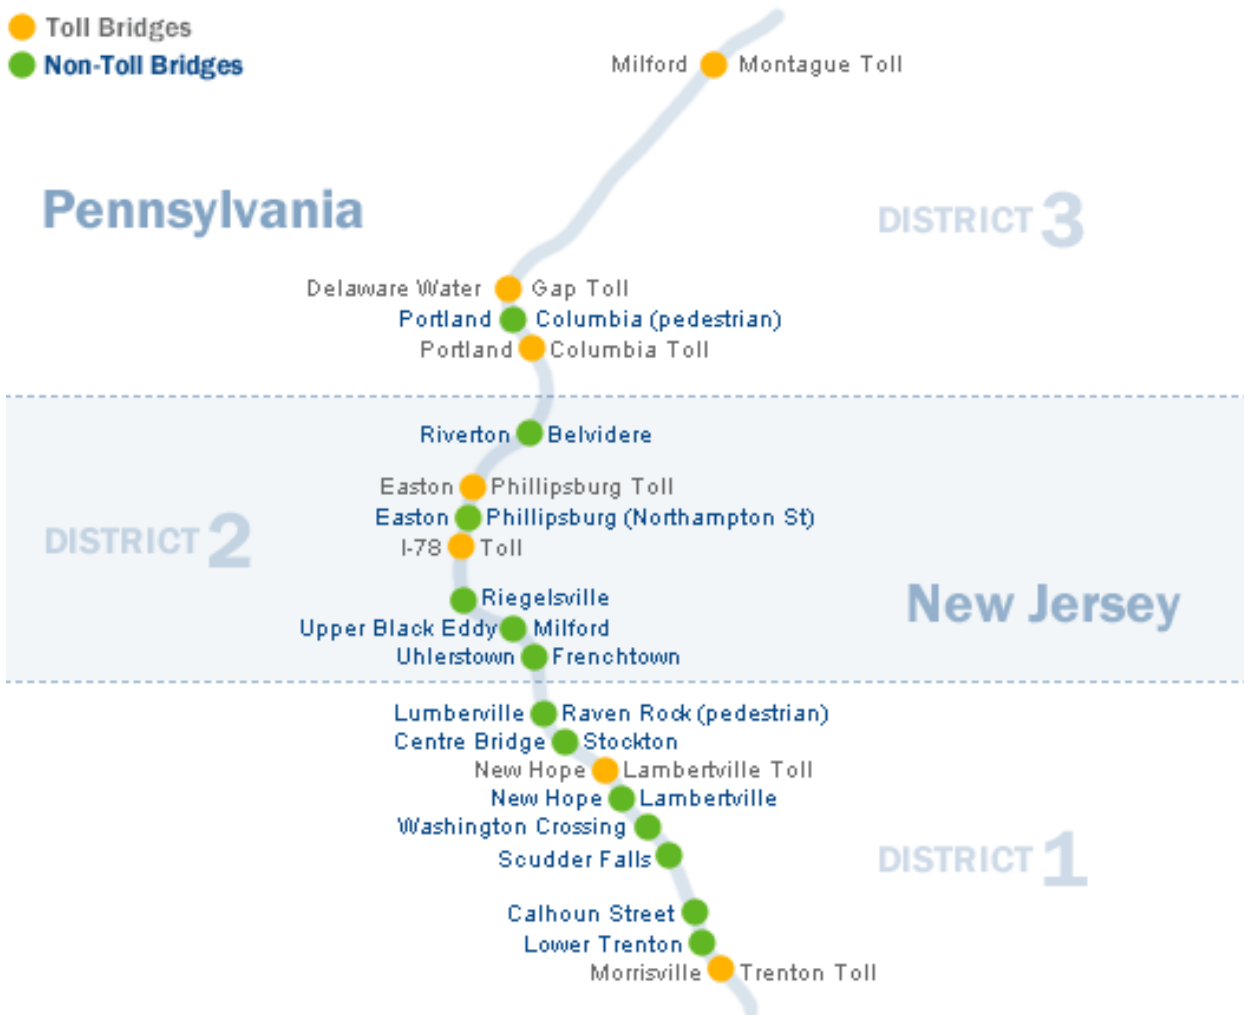 Toll Bridges
Non-Toll Bridges
Milford Montague Toll
Pennsylvania
DISTRICT 3
Delaware Water Gap Toll
Portland Columbia (pedestrian)
Portland Columbia Toll
Riverton Belvidere
Easton Phillipsburg Toll
Easton Phillipsburg (Northampton St)
DISTRICT 2
I-78 Toll
Riegelsville
New Jersey
Upper Black Eddy Milford
Uhlerstown Frenchtown
Lumberville Raven Rock (pedestrian)
Centre Bridge Stockton
New Hope Lambertville Toll
New Hope Lambertville
Washington Crossing
Scudder Falls
DISTRICT 1
Calhoun Street
Lower Trenton
Morrisville Trenton Toll